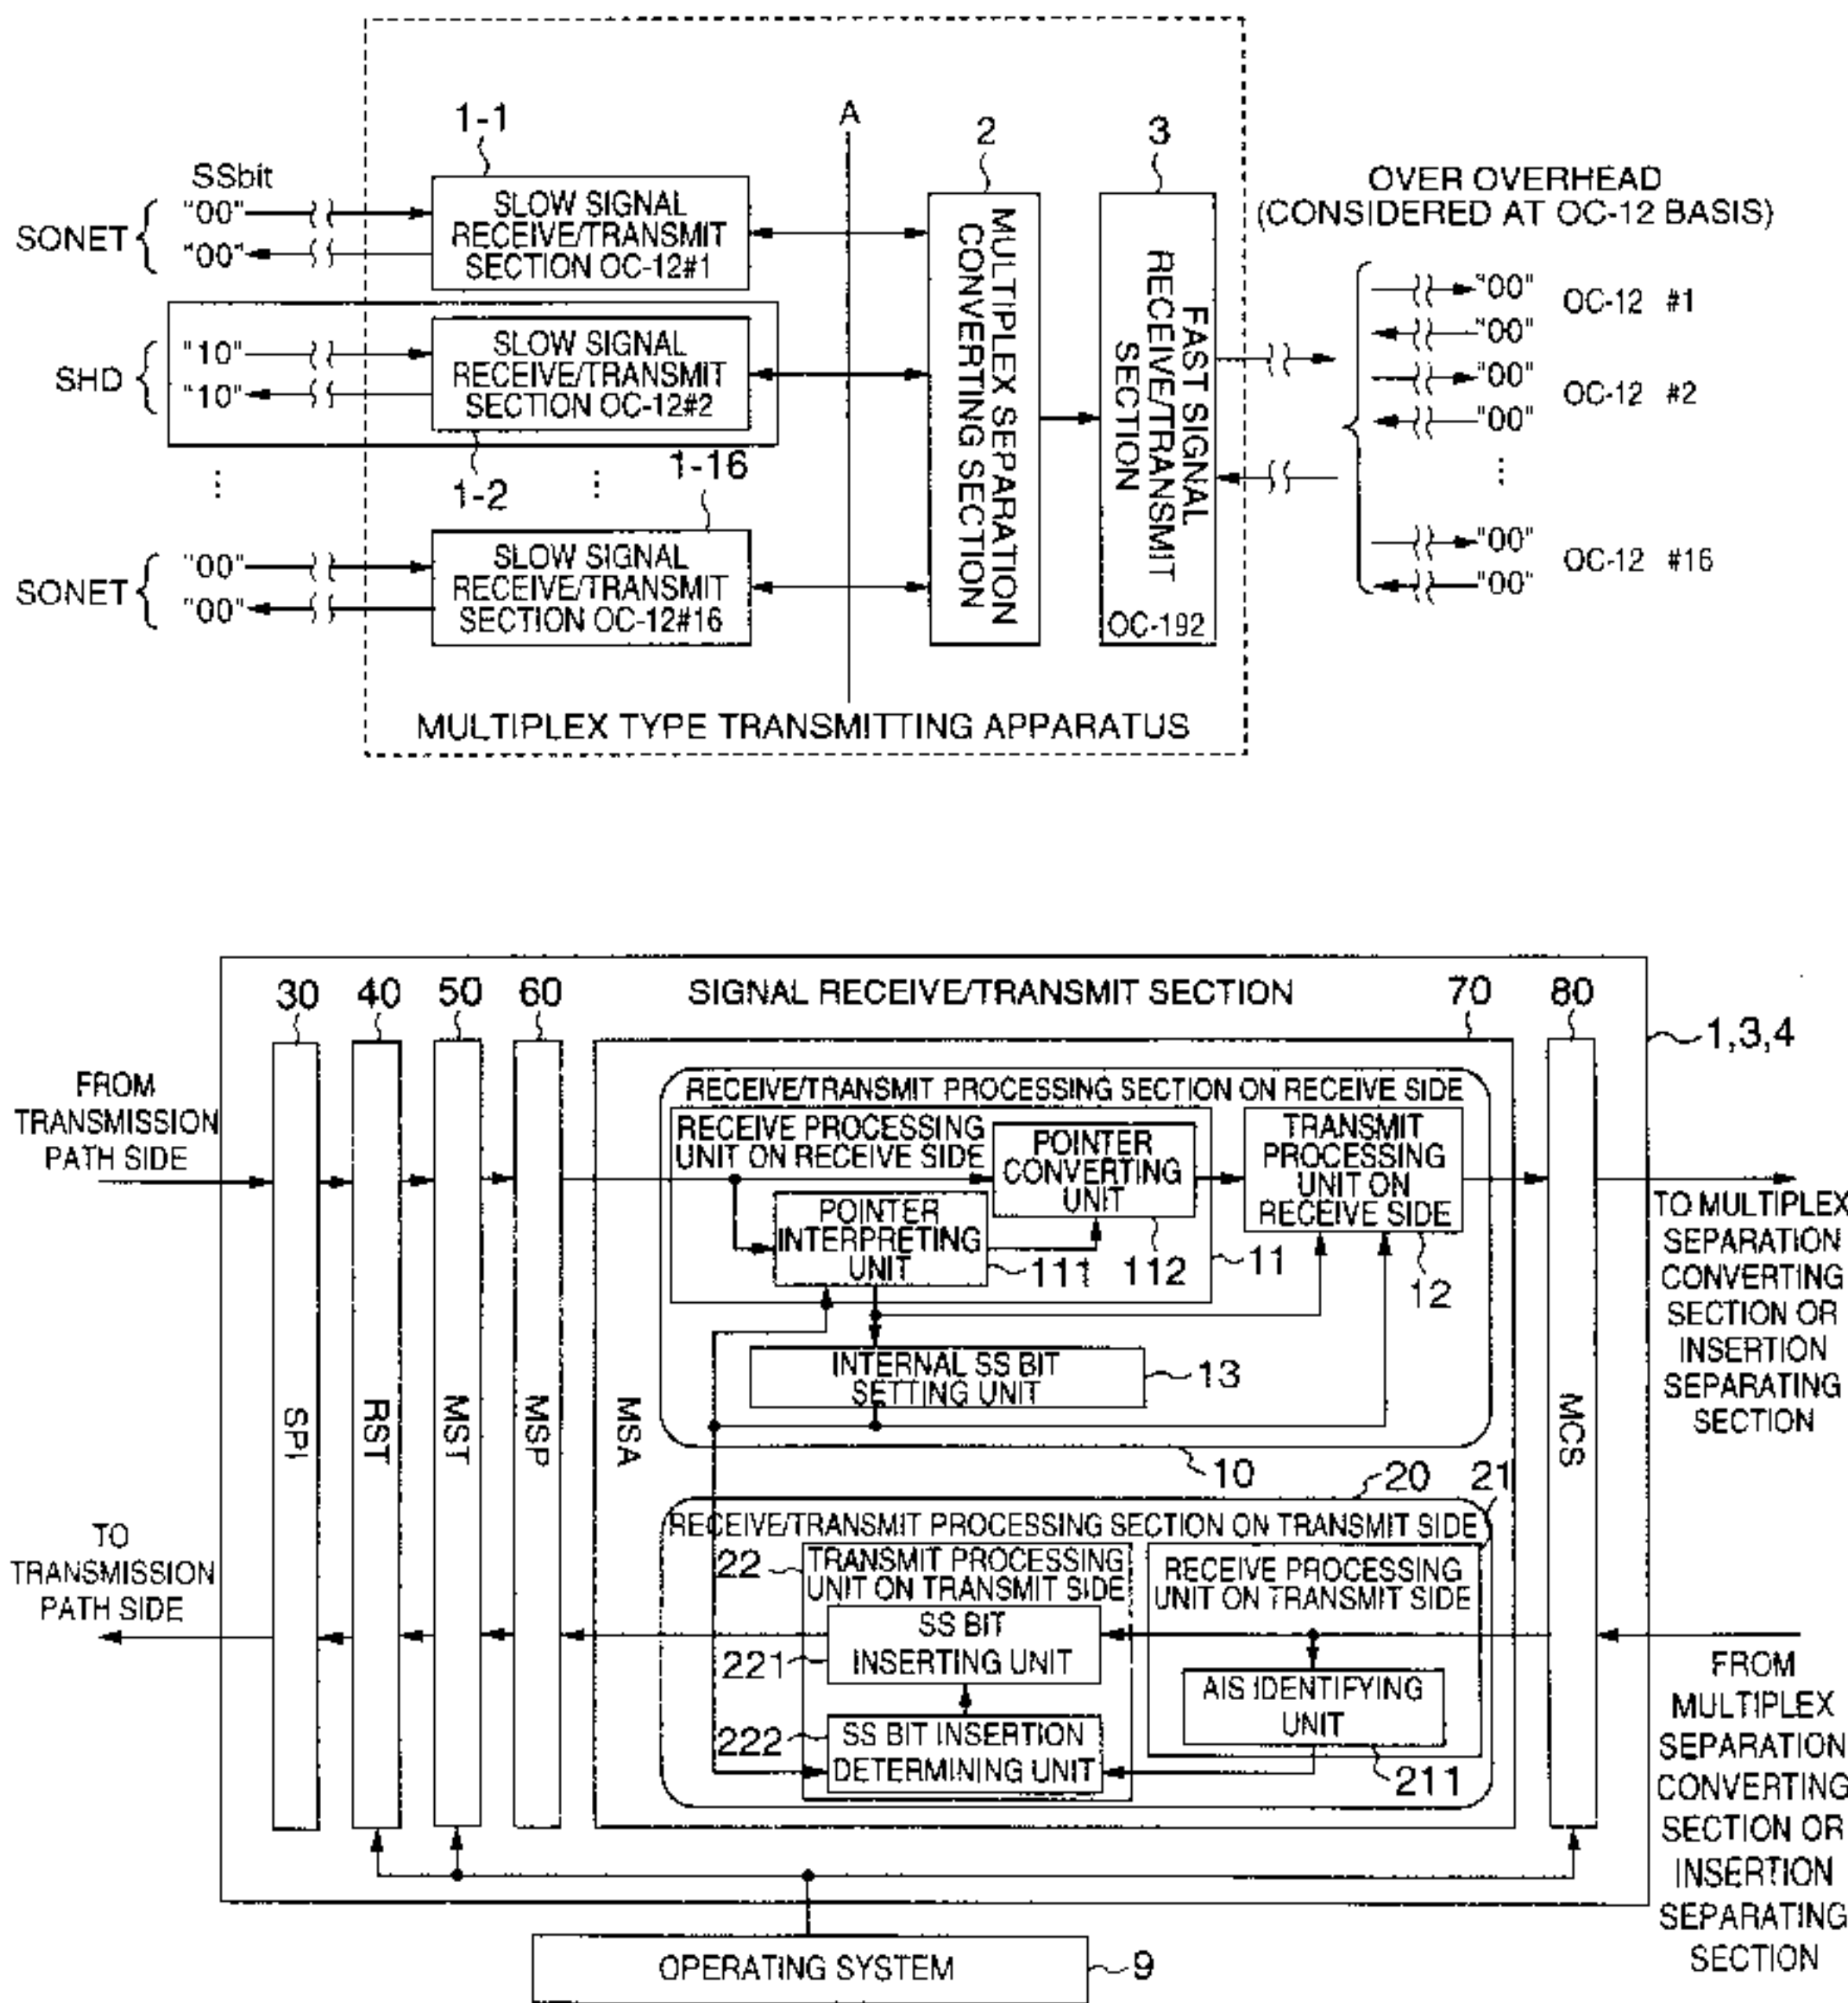 1-1
A
2
3
SSbit
SONET
"00"
"00"
SLOW SIGNAL
RECEIVE/TRANSMIT
SECTION OC-12#1
SHD
"10"
"10"
SLOW SIGNAL
RECEIVE/TRANSMIT
SECTION OC-12#2
1-2
1-16
SONET
"00"
"00"
SLOW SIGNAL
RECEIVE/TRANSMIT
SECTION OC-12#16
MULTIPLEX SEPARATION
CONVERTING SECTION
FAST SIGNAL
RECEIVE/TRANSMIT
SECTION
OC-192
OVER OVERHEAD
(CONSIDERED AT OC-12 BASIS)
"00"
"00"
OC-12 #1
"00"
"00"
OC-12 #2
"00"
"00"
OC-12 #16
MULTIPLEX TYPE TRANSMITTING APPARATUS
30
40
50
60
SIGNAL RECEIVE/TRANSMIT SECTION
70
80
1,3,4
FROM
TRANSMISSION
PATH SIDE
RECEIVE/TRANSMIT PROCESSING SECTION ON RECEIVE SIDE
RECEIVE PROCESSING
UNIT ON RECEIVE SIDE
POINTER
CONVERTING
UNIT
TRANSMIT
PROCESSING
UNIT ON
RECEIVE SIDE
POINTER
INTERPRETING
UNIT
111
112
11
12
INTERNAL SS BIT
SETTING UNIT
13
10
SPI
RST
MST
MSP
MSA
MCS
TO MULTIPLEX
SEPARATION
CONVERTING
SECTION OR
INSERTION
SEPARATING
SECTION
20
21
TO
TRANSMISSION
PATH SIDE
RECEIVE/TRANSMIT PROCESSING SECTION ON TRANSMIT SIDE
22
TRANSMIT PROCESSING
UNIT ON TRANSMIT SIDE
RECEIVE PROCESSING
UNIT ON TRANSMIT SIDE
221
SS BIT
INSERTING UNIT
AIS IDENTIFYING
UNIT
211
222
SS BIT INSERTION
DETERMINING UNIT
FROM
MULTIPLEX
SEPARATION
CONVERTING
SECTION OR
INSERTION
SEPARATING
SECTION
OPERATING SYSTEM
9